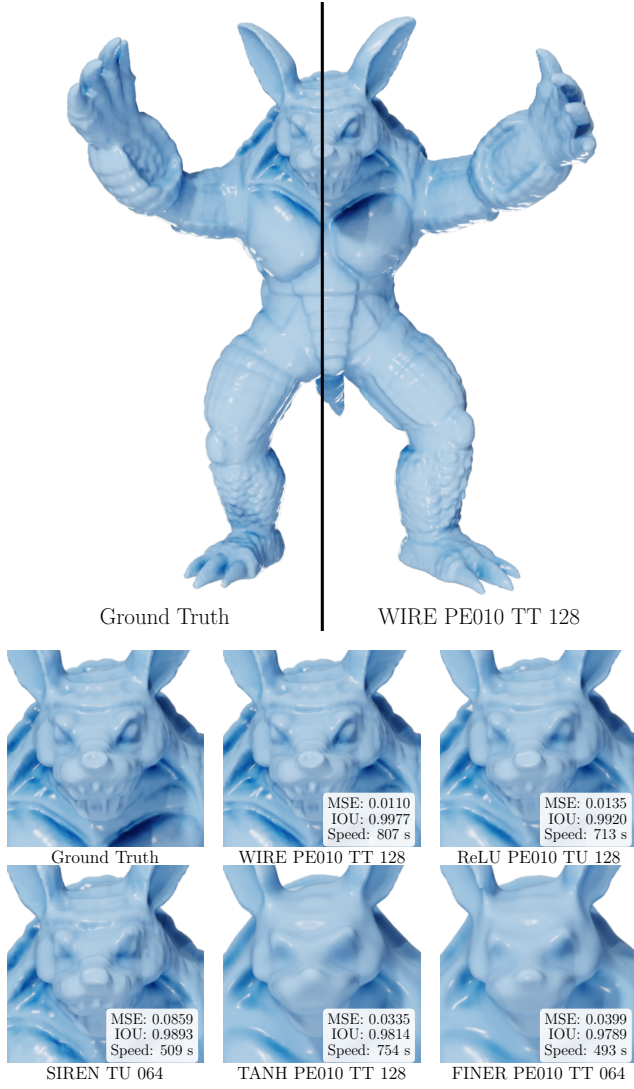 Ground Truth
WIRE PE010 TT 128
MSE: 0.0110
IOU: 0.9977
Speed: 807 s
MSE: 0.0135
IOU: 0.9920
Speed: 713 s
Ground Truth
WIRE PE010 TT 128
ReLU PE010 TU 128
MSE: 0.0859
IOU: 0.9893
Speed: 509 s
MSE: 0.0335
IOU: 0.9814
Speed: 754 s
MSE: 0.0399
IOU: 0.9789
Speed: 493 s
SIREN TU 064
TANH PE010 TT 128
FINER PE010 TT 064